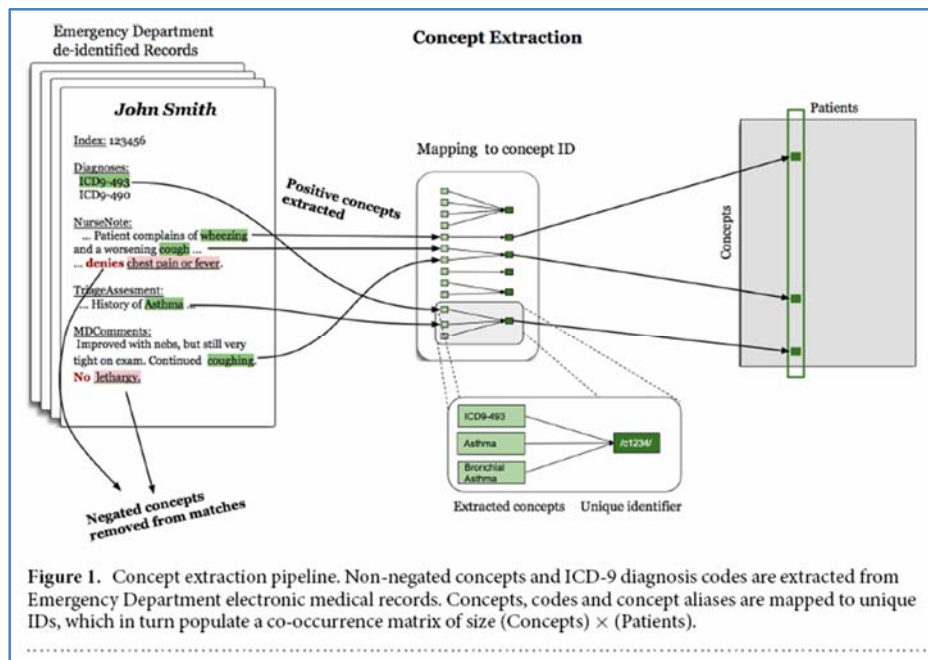 Emergency Department
de-identified Records
Concept Extraction
John Smith
Index: 123456
Diagnoses:
ICD9-493
ICD9-490
NurseNote:
... Patient complains of wheezing
and a worsening cough ...
... denies chest pain or fever.
TriageAssesment:
... History of Asthma ...
MDComments:
Improved with nebs, but still very
tight on exam. Continued coughing.
No lethargy.
Positive concepts
extracted
Negated concepts
removed from matches
Mapping to concept ID
ICD9-493
Asthma
Bronchial
Asthma
/c1234/
Extracted concepts
Unique identifier
Patients
Concepts
Figure 1. Concept extraction pipeline. Non-negated concepts and ICD-9 diagnosis codes are extracted from
Emergency Department electronic medical records. Concepts, codes and concept aliases are mapped to unique
IDs, which in turn populate a co-occurrence matrix of size (Concepts) × (Patients).